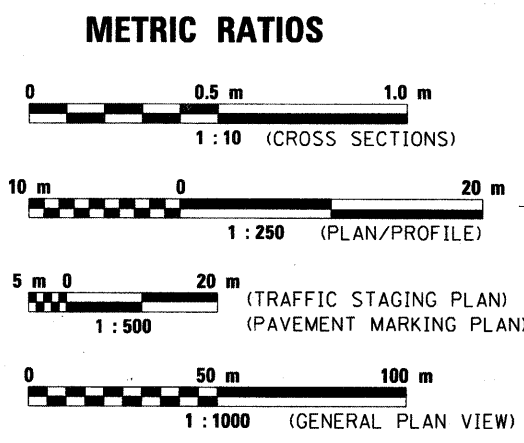 METRIC RATIOS
0 0.5 m 1.0 m
1 : 10 (CROSS SECTIONS)
10 m 0 20 m
1 : 250 (PLAN/PROFILE)
5 m 0 20 m
(TRAFFIC STAGING PLAN)
1 : 500 (PAVEMENT MARKING PLAN)
0 50 m 100 m
1 : 1000 (GENERAL PLAN VIEW)